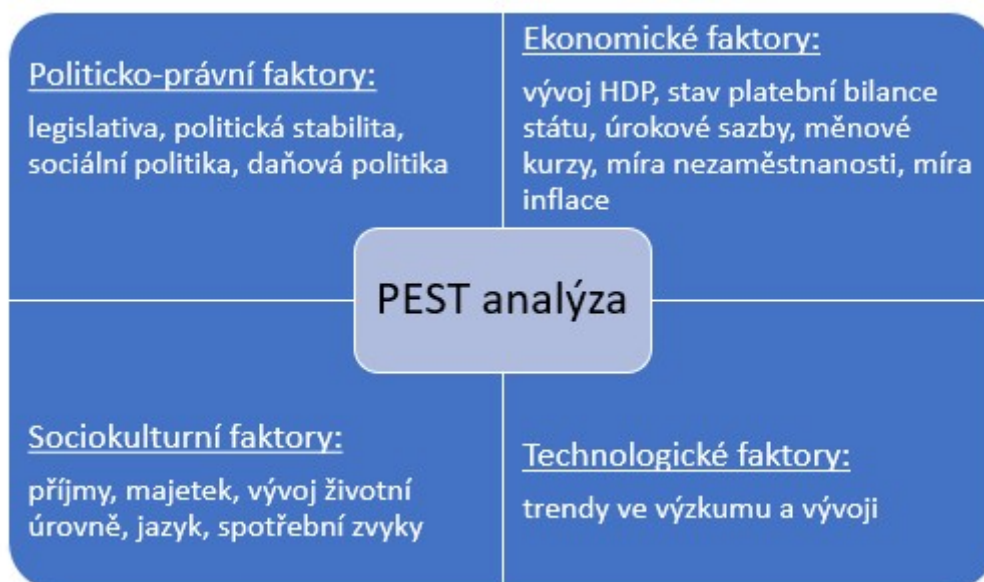 Politicko-právní faktory:
legislativa, politická stabilita,
sociální politika, daňová politika
Ekonomické faktory:
vývoj HDP, stav platební bilance
státu, úrokové sazby, měnové
kurzy, míra nezaměstnanosti, míra
inflace
PEST analýza
Sociokulturní faktory:
příjmy, majetek, vývoj životní
úrovně, jazyk, spotřební zvyky
Technologické faktory:
trendy ve výzkumu a vývoji